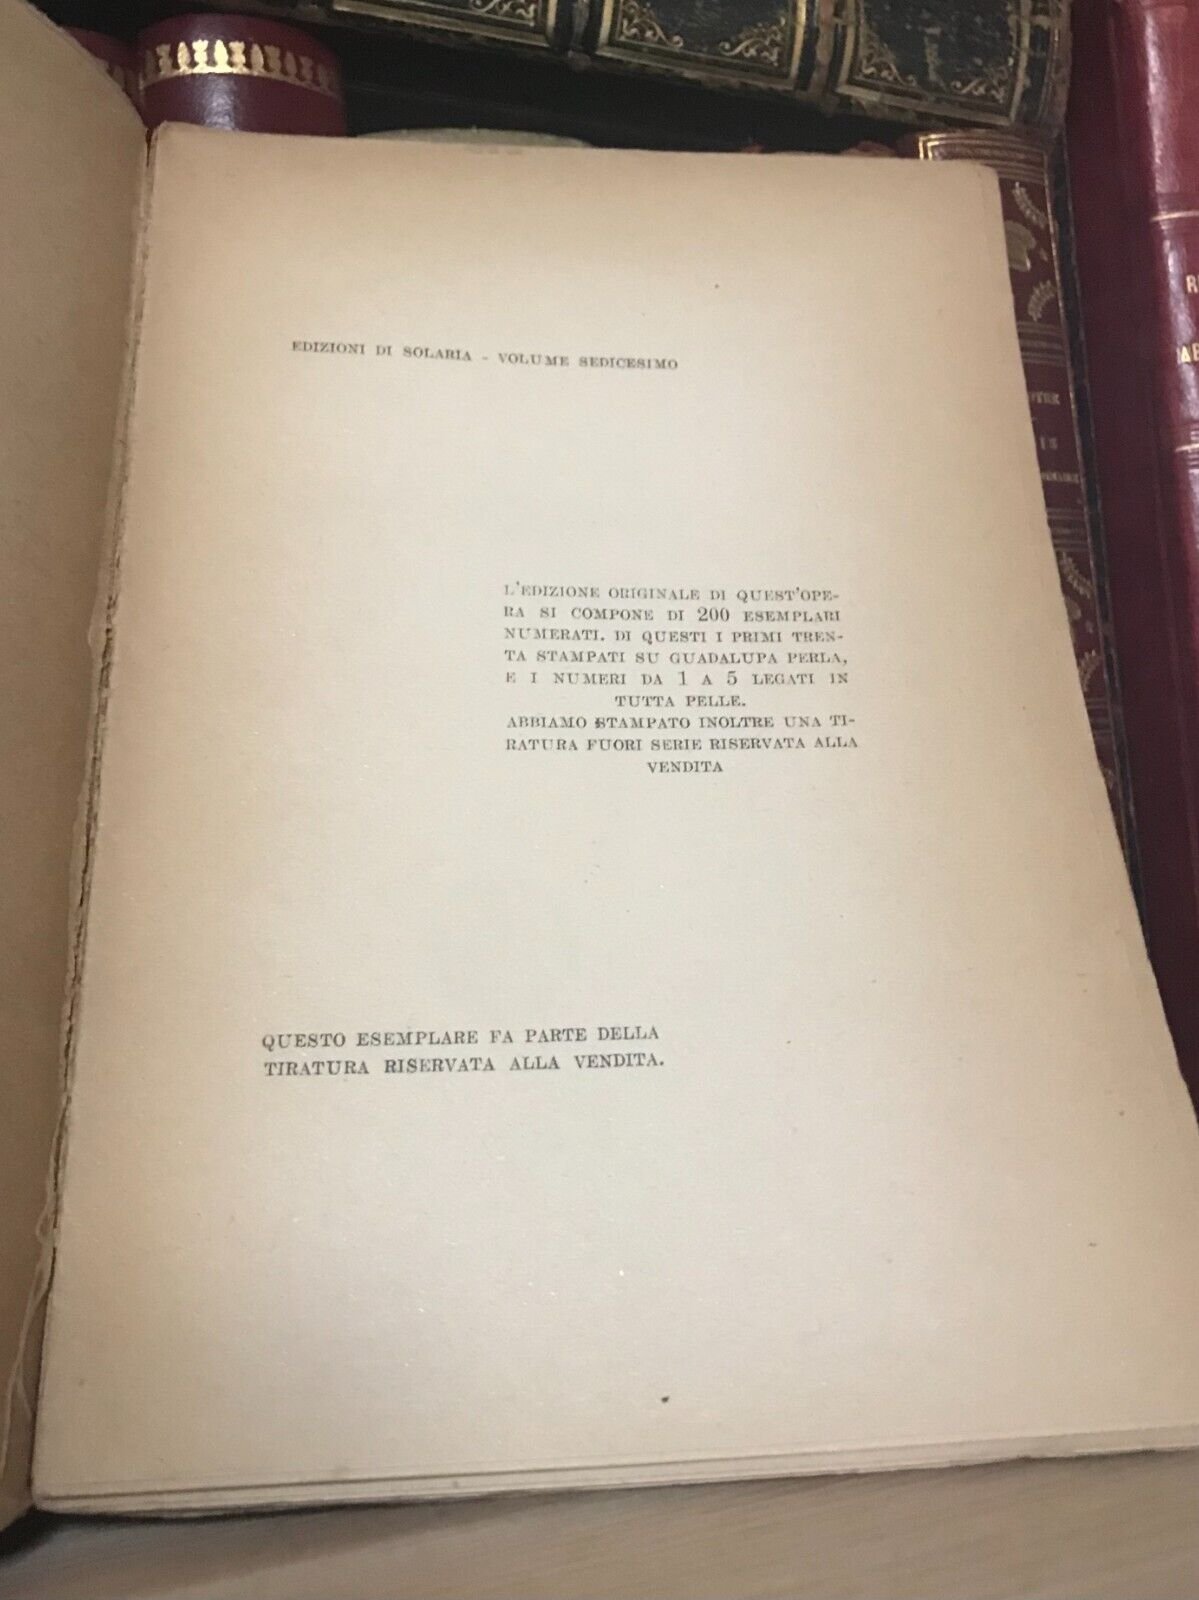 EDIZIONI DI SOLARIA - VOLUME SEDICESIMO
L'EDIZIONE ORIGINALE DI QUEST'OPE-
RA SI COMPONE DI 200 ESEMPLARI
NUMERATI. DI QUESTI I PRIMI TREN-
TA STAMPATI SU GUADALUPA PERLA,
E I NUMERI DA 1 A 5 LEGATI IN
TUTTA PELLE.
ABBIAMO STAMPATO INOLTRE UNA TI-
RATURA FUORI SERIE RISERVATA ALLA
VENDITA
QUESTO ESEMPLARE FA PARTE DELLA
TIRATURA RISERVATA ALLA VENDITA.